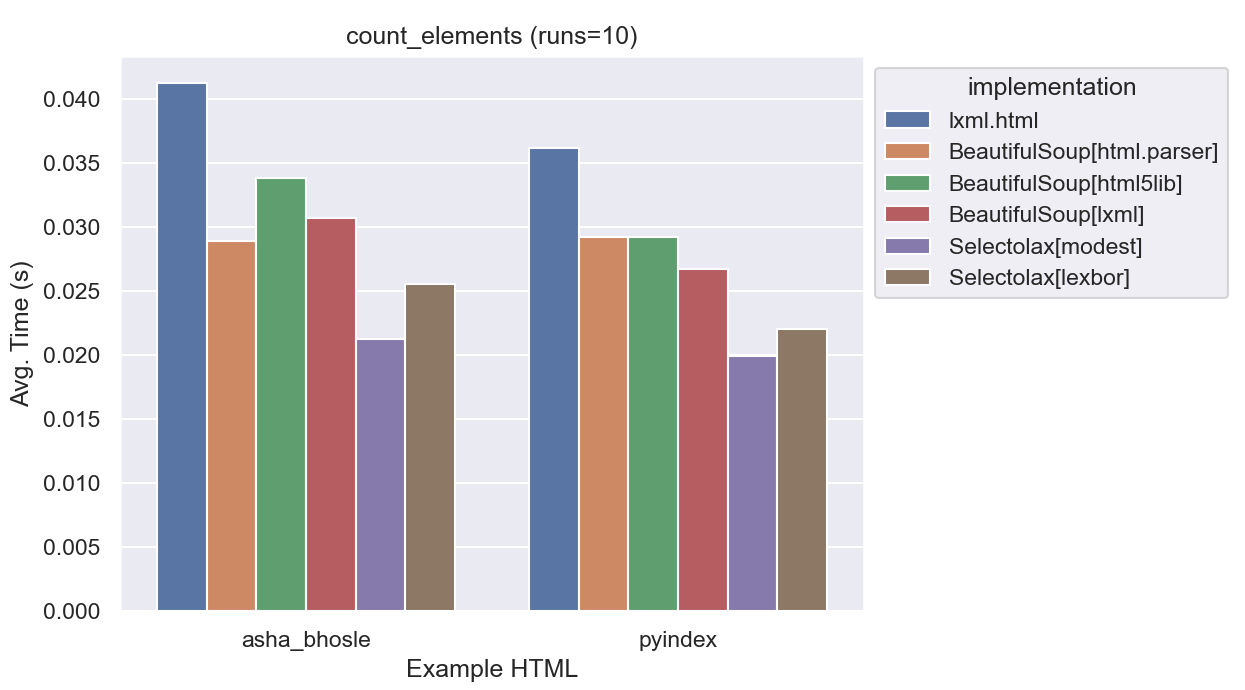 count_elements (runs=10)
0.040
0.035
0.030
0.025
0.020
0.015
0.010
0.005
0.000
Avg. Time (s)
asha_bhosle
pyindex
Example HTML
implementation
lxml.html
BeautifulSoup[html.parser]
BeautifulSoup[html5lib]
BeautifulSoup[lxml]
Selectolax[modest]
Selectolax[lexbor]